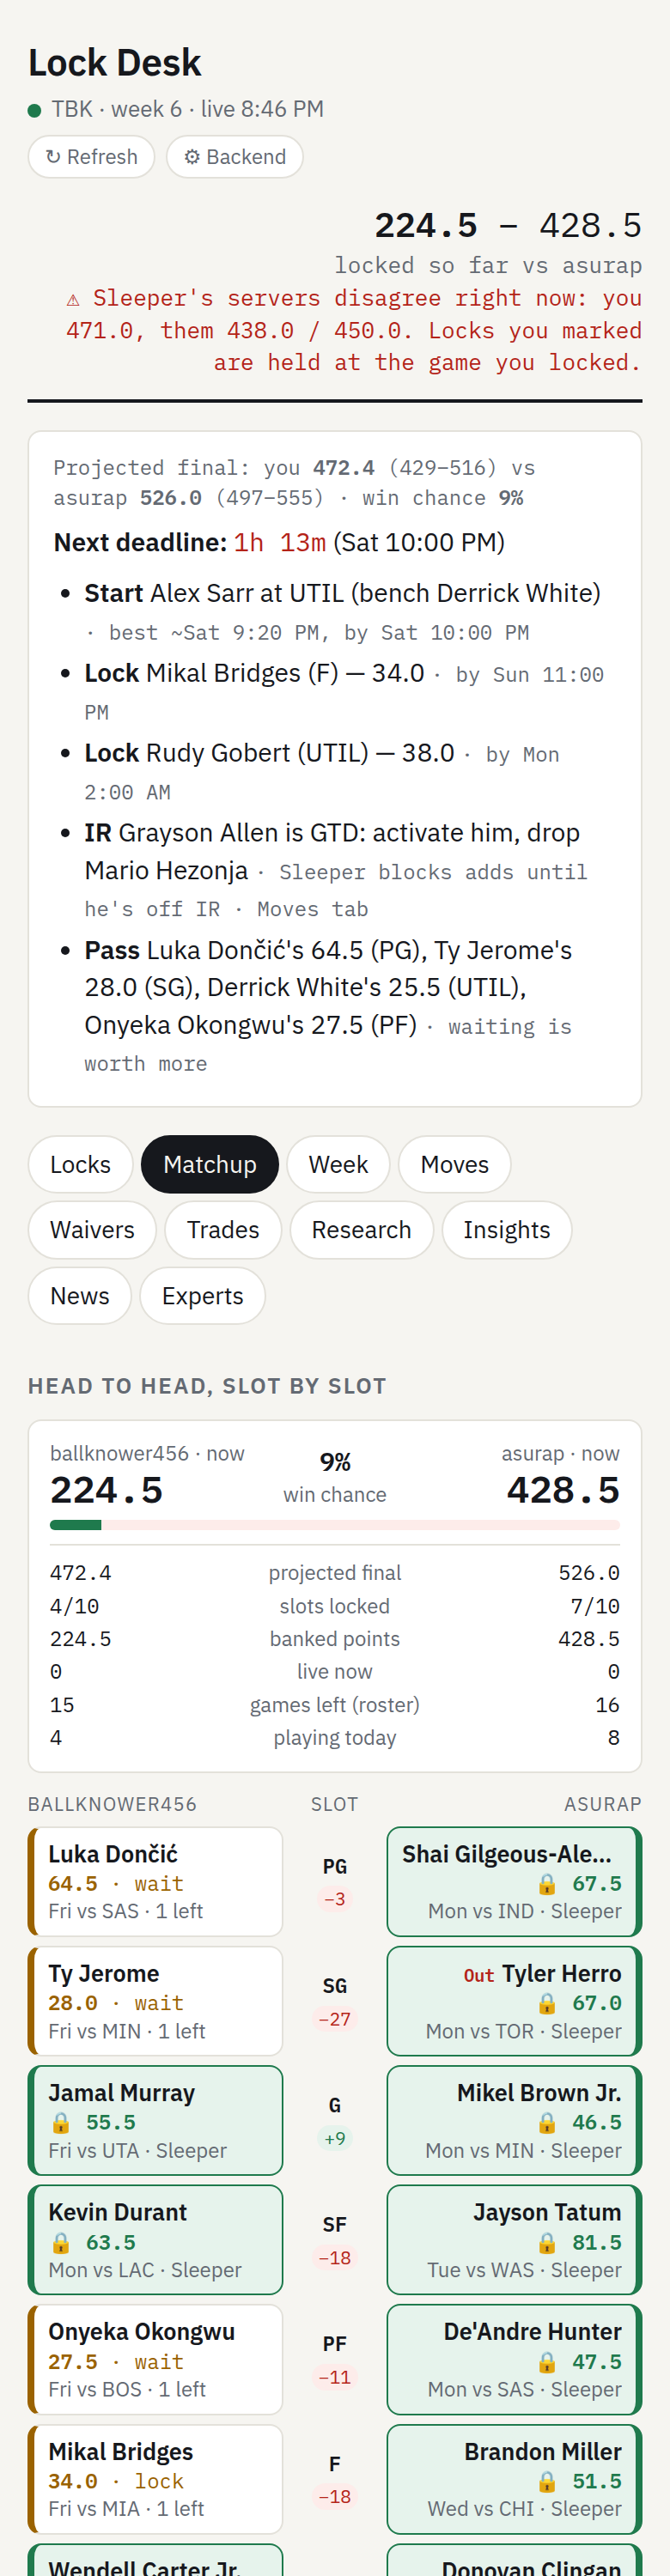 Lock Desk
TBK · week 6 · live 8:46 PM
↻ Refresh ⚙ Backend
224.5 – 428.5
locked so far vs asurap
⚠ Sleeper's servers disagree right now: you
471.0, them 438.0 / 450.0. Locks you marked
are held at the game you locked.
Projected final: you 472.4 (429–516) vs
asurap 526.0 (497–555) · win chance 9%
Next deadline: 1h 13m (Sat 10:00 PM)
• Start Alex Sarr at UTIL (bench Derrick White)
· best ~Sat 9:20 PM, by Sat 10:00 PM
• Lock Mikal Bridges (F) — 34.0 · by Sun 11:00
PM
• Lock Rudy Gobert (UTIL) — 38.0 · by Mon
2:00 AM
• IR Grayson Allen is GTD: activate him, drop
Mario Hezonja · Sleeper blocks adds until
he's off IR · Moves tab
• Pass Luka Dončić's 64.5 (PG), Ty Jerome's
28.0 (SG), Derrick White's 25.5 (UTIL),
Onyeka Okongwu's 27.5 (PF) · waiting is
worth more
Locks Matchup Week Moves
Waivers Trades Research Insights
News Experts
HEAD TO HEAD, SLOT BY SLOT
ballknower456 · now 9% asurap · now
224.5 win chance 428.5
472.4 projected final 526.0
4/10 slots locked 7/10
224.5 banked points 428.5
0 live now 0
15 games left (roster) 16
4 playing today 8
BALLKNOWER456 SLOT ASURAP
Luka Dončić PG Shai Gilgeous-Ale...
64.5 · wait −3 🔒 67.5
Fri vs SAS · 1 left Mon vs IND · Sleeper
Ty Jerome SG Out Tyler Herro
28.0 · wait −27 🔒 67.0
Fri vs MIN · 1 left Mon vs TOR · Sleeper
Jamal Murray G Mikel Brown Jr.
🔒 55.5 +9 🔒 46.5
Fri vs UTA · Sleeper Mon vs MIN · Sleeper
Kevin Durant SF Jayson Tatum
🔒 63.5 −18 🔒 81.5
Mon vs LAC · Sleeper Tue vs WAS · Sleeper
Onyeka Okongwu PF De'Andre Hunter
27.5 · wait −11 🔒 47.5
Fri vs BOS · 1 left Mon vs SAS · Sleeper
Mikal Bridges F Brandon Miller
34.0 · lock −18 🔒 51.5
Fri vs MIA · 1 left Wed vs CHI · Sleeper
Wendell Carter Jr. Donovan Clingan